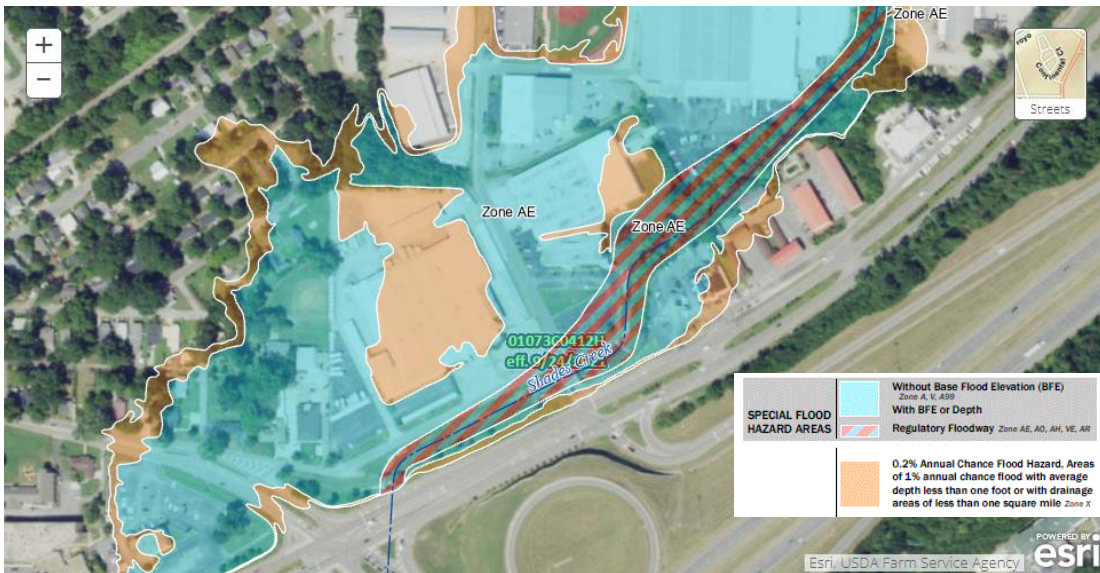 Zone AE
+
−
royo
Continental Ci
Streets
Zone AE
Zone AE
01073C0412H
eff. 9/24/
Shades Creek
SPECIAL FLOOD
HAZARD AREAS
Without Base Flood Elevation (BFE)
Zone A, V, A99
With BFE or Depth
Regulatory Floodway Zone AE, AO, AH, VE, AR
0.2% Annual Chance Flood Hazard, Areas
of 1% annual chance flood with average
depth less than one foot or with drainage
areas of less than one square mile Zone X
POWERED BY
esri
Esri, USDA Farm Service Agency